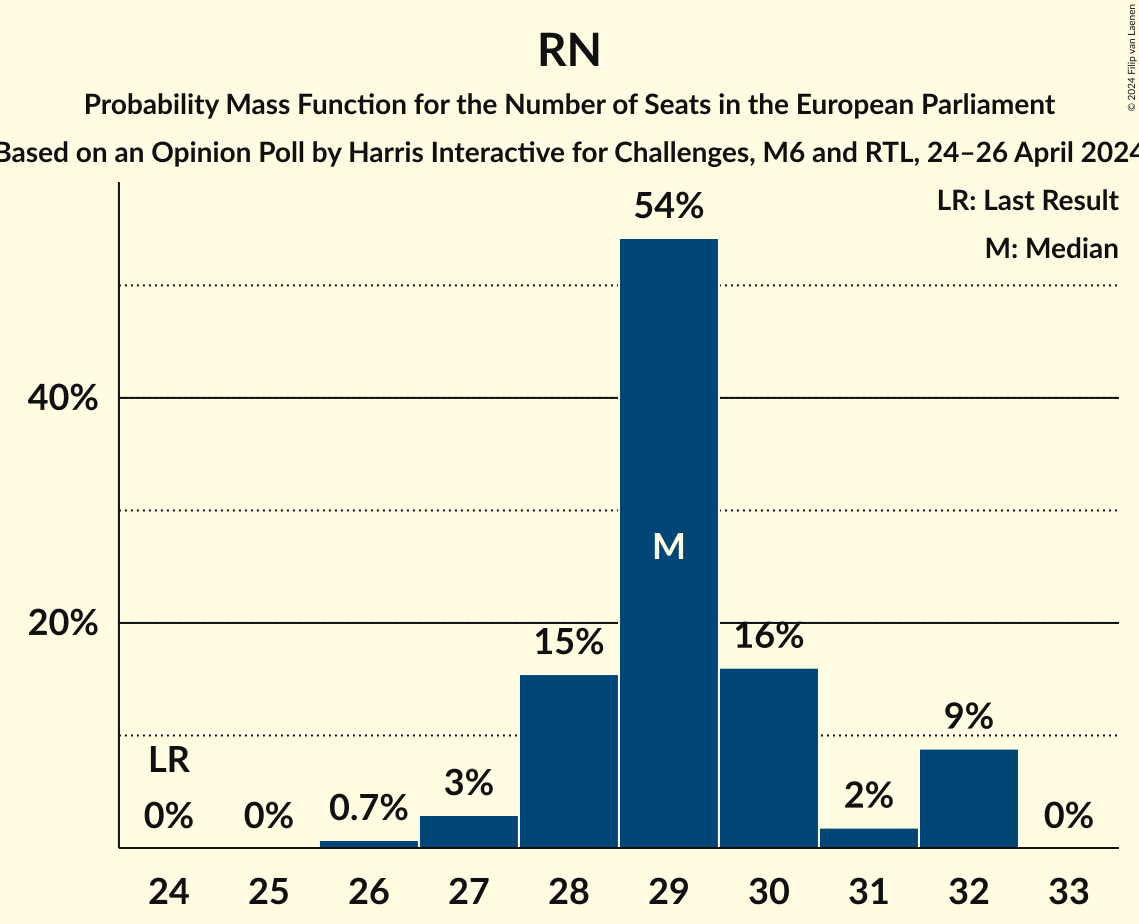 RN
Probability Mass Function for the Number of Seats in the European Parliament
Based on an Opinion Poll by Harris Interactive for Challenges, M6 and RTL, 24–26 April 2024
© 2024 Filip van Laenen
LR: Last Result
M: Median
54%
40%
M
20%
15%
16%
9%
LR
3%
2%
0%
0%
0.7%
0%
24
25
26
27
28
29
30
31
32
33